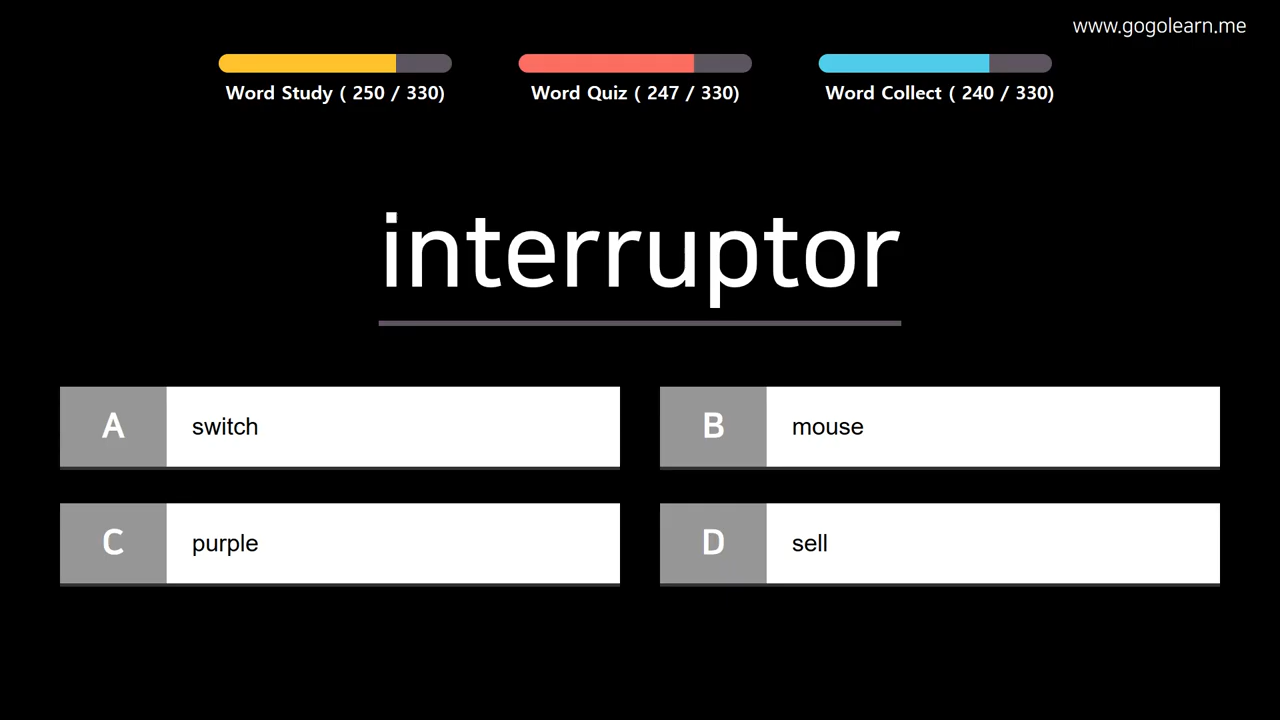 www.gogolearn.me
Word Study ( 250 / 330)
Word Quiz ( 247 / 330)
Word Collect ( 240 / 330)
interruptor
A switch
B mouse
C purple
D sell